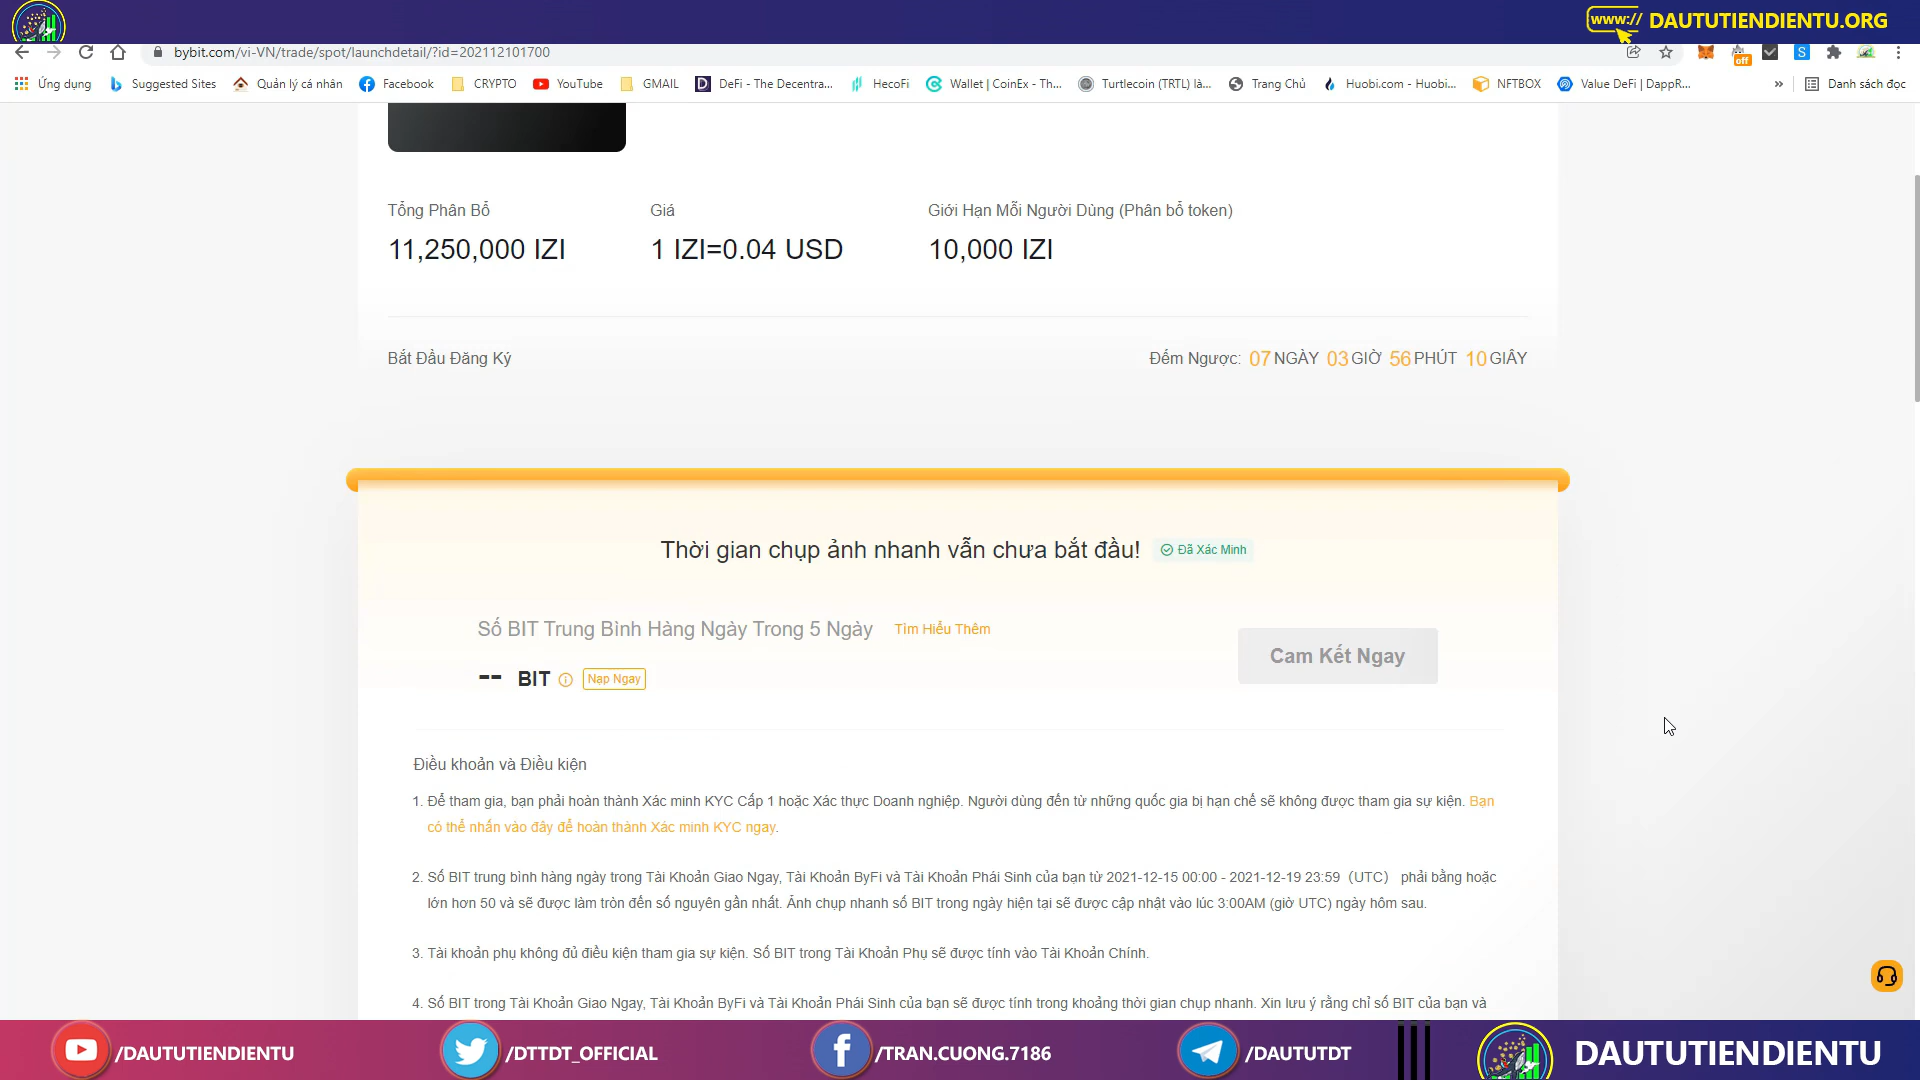 www:// DAUTUTIENDIENTU.ORG
bybit.com/vi-VN/trade/spot/launchdetail/?id=202112101700
off
S
Ứng dụng
Suggested Sites
Quản lý cá nhân
Facebook
CRYPTO
YouTube
GMAIL
DeFi - The Decentra...
HecoFi
Wallet | CoinEx - Th...
Turtlecoin (TRTL) là...
Trang Chủ
Huobi.com - Huobi...
NFTBOX
Value DeFi | DappR...
»
Danh sách đọc
Tổng Phân Bổ
Giá
Giới Hạn Mỗi Người Dùng (Phân bổ token)
11,250,000 IZI
1 IZI=0.04 USD
10,000 IZI
Bắt Đầu Đăng Ký
Đếm Ngược: 07 NGÀY 03 GIỜ 56 PHÚT 10 GIÂY
Thời gian chụp ảnh nhanh vẫn chưa bắt đầu! Đã Xác Minh
Số BIT Trung Bình Hàng Ngày Trong 5 Ngày Tìm Hiểu Thêm
Cam Kết Ngay
-- BIT Nạp Ngay
Điều khoản và Điều kiện
1. Để tham gia, bạn phải hoàn thành Xác minh KYC Cấp 1 hoặc Xác thực Doanh nghiệp. Người dùng đến từ những quốc gia bị hạn chế sẽ không được tham gia sự kiện. Bạn
có thể nhấn vào đây để hoàn thành Xác minh KYC ngay.
2. Số BIT trung bình hàng ngày trong Tài Khoản Giao Ngay, Tài Khoản ByFi và Tài Khoản Phái Sinh của bạn từ 2021-12-15 00:00 - 2021-12-19 23:59（UTC） phải bằng hoặc
lớn hơn 50 và sẽ được làm tròn đến số nguyên gần nhất. Ảnh chụp nhanh số BIT trong ngày hiện tại sẽ được cập nhật vào lúc 3:00AM (giờ UTC) ngày hôm sau.
3. Tài khoản phụ không đủ điều kiện tham gia sự kiện. Số BIT trong Tài Khoản Phụ sẽ được tính vào Tài Khoản Chính.
4. Số BIT trong Tài Khoản Giao Ngay, Tài Khoản ByFi và Tài Khoản Phái Sinh của bạn sẽ được tính trong khoảng thời gian chụp nhanh. Xin lưu ý rằng chỉ số BIT của bạn và
/DAUTUTIENDIENTU
/DTTDT_OFFICIAL
/TRAN.CUONG.7186
/DAUTUTDT
DAUTUTIENDIENTU